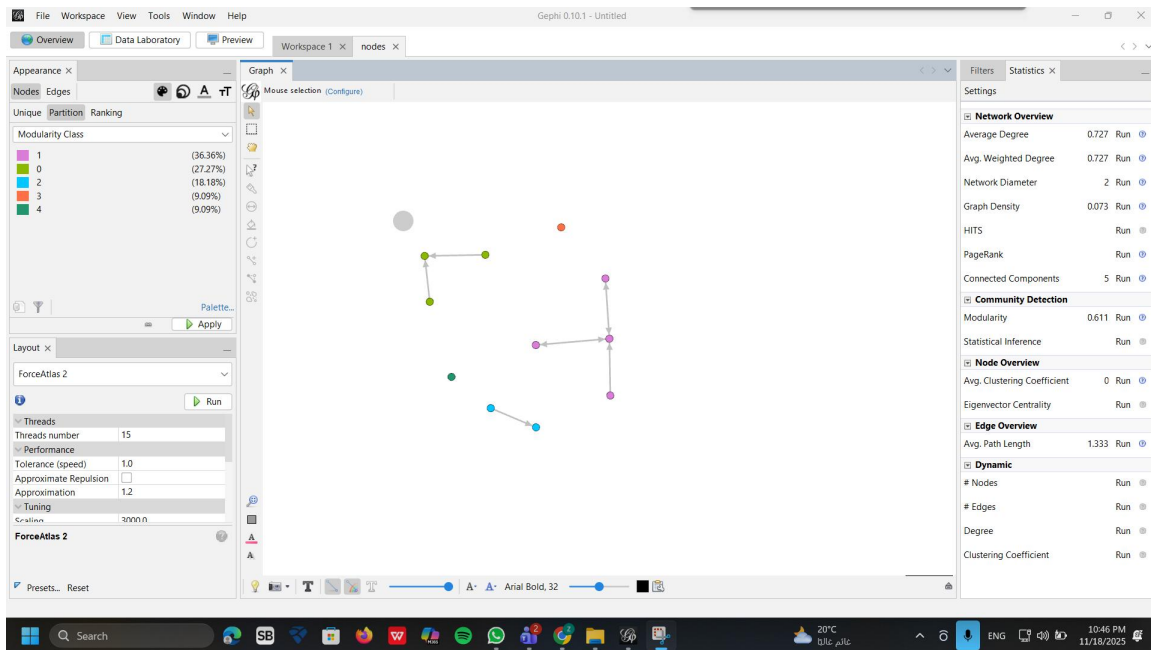 File Workspace View Tools Window Help
Gephi 0.10.1 - Untitled
Overview Data Laboratory Preview
Workspace 1 × nodes ×
Appearance ×
Nodes Edges
Unique Partition Ranking
Modularity Class
1 (36.36%)
0 (27.27%)
2 (18.18%)
3 (9.09%)
4 (9.09%)
Palette...
Apply
Layout ×
ForceAtlas 2
Run
Threads
Threads number 15
Performance
Tolerance (speed) 1.0
Approximate Repulsion
Approximation 1.2
Tuning
Scaling 3000.0
ForceAtlas 2
Presets... Reset
Graph ×
Mouse selection (Configure)
A- A- Arial Bold, 32
Filters Statistics ×
Settings
Network Overview
Average Degree 0.727 Run
Avg. Weighted Degree 0.727 Run
Network Diameter 2 Run
Graph Density 0.073 Run
HITS Run
PageRank Run
Connected Components 5 Run
Community Detection
Modularity 0.611 Run
Statistical Inference Run
Node Overview
Avg. Clustering Coefficient 0 Run
Eigenvector Centrality Run
Edge Overview
Avg. Path Length 1.333 Run
Dynamic
# Nodes Run
# Edges Run
Degree Run
Clustering Coefficient Run
Search
SB
W
M365
2
20°C
غائم غالبًا
ENG
10:46 PM
11/18/2025